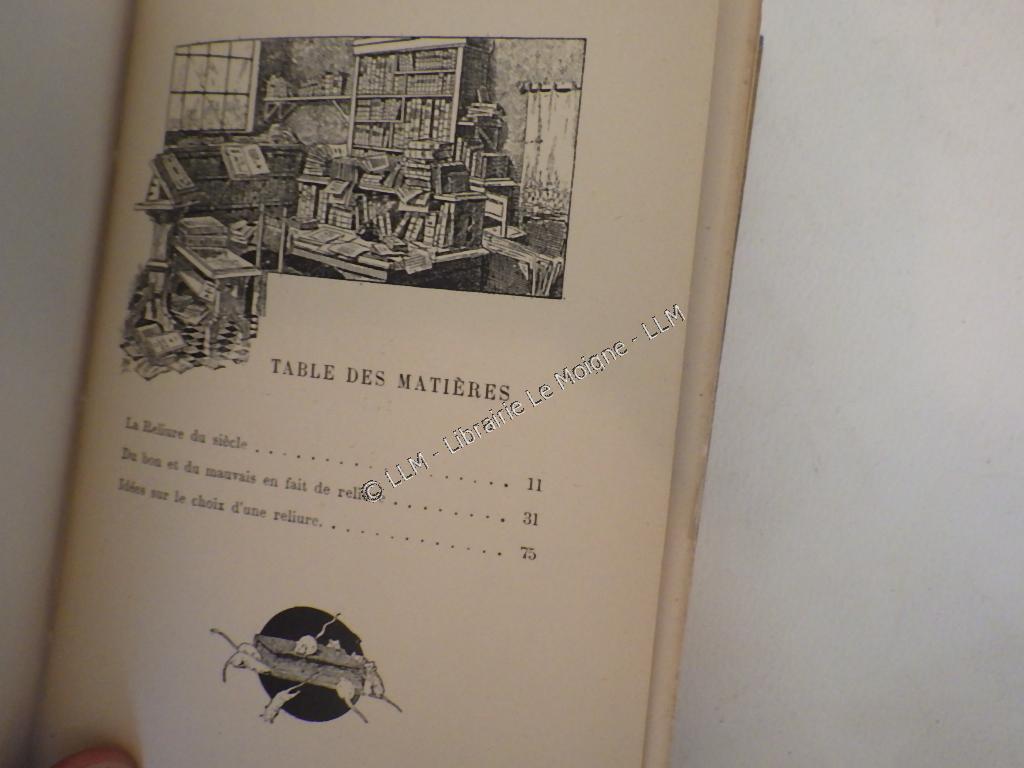 TABLE DES MATIÈRES
La Reliure du siècle . . . . . . . . . . . . . . . . . . 11
Du bon et du mauvais en fait de reliure . . . . . . . . . 31
Idées sur le choix d'une reliure. . . . . . . . . . . . . . 75
© LLM - Librairie Le Moigne - LLM